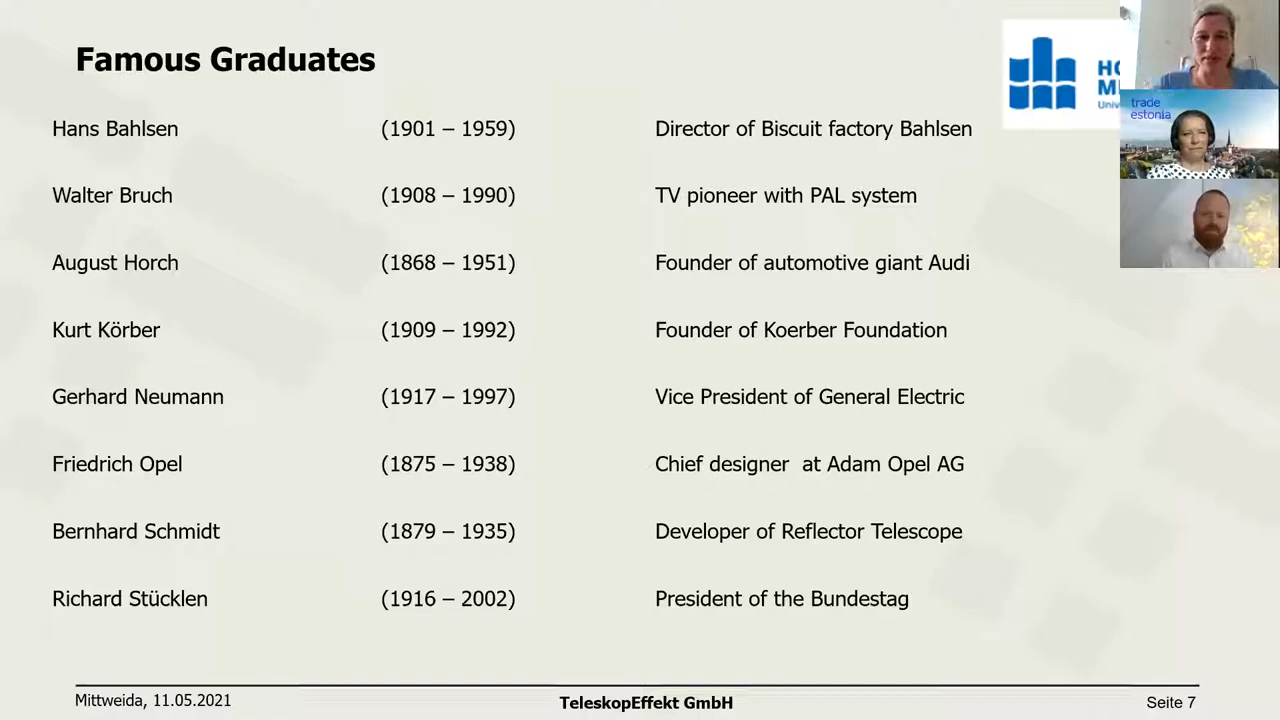 Famous Graduates
Hans Bahlsen (1901 – 1959) Director of Biscuit factory Bahlsen
Walter Bruch (1908 – 1990) TV pioneer with PAL system
August Horch (1868 – 1951) Founder of automotive giant Audi
Kurt Körber (1909 – 1992) Founder of Koerber Foundation
Gerhard Neumann (1917 – 1997) Vice President of General Electric
Friedrich Opel (1875 – 1938) Chief designer at Adam Opel AG
Bernhard Schmidt (1879 – 1935) Developer of Reflector Telescope
Richard Stücklen (1916 – 2002) President of the Bundestag
trade
estonia
Mittweida, 11.05.2021 TeleskopEffekt GmbH Seite 7